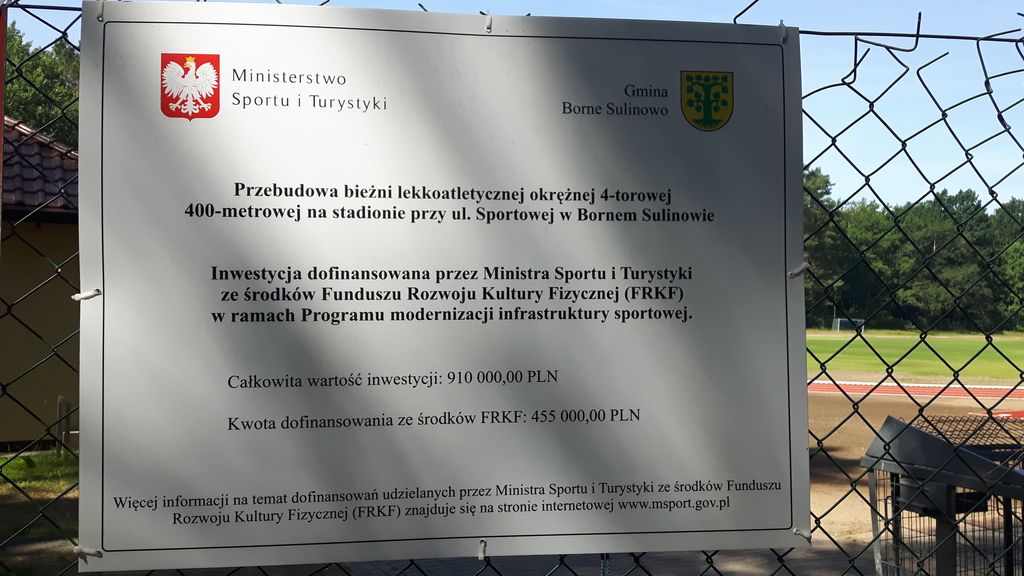 Ministerstwo
Sportu i Turystyki
Gmina
Borne Sulinowo
Przebudowa bieżni lekkoatletycznej okrężnej 4-torowej
400-metrowej na stadionie przy ul. Sportowej w Bornem Sulinowie
Inwestycja dofinansowana przez Ministra Sportu i Turystyki
ze środków Funduszu Rozwoju Kultury Fizycznej (FRKF)
w ramach Programu modernizacji infrastruktury sportowej.
Całkowita wartość inwestycji: 910 000,00 PLN
Kwota dofinansowania ze środków FRKF: 455 000,00 PLN
Więcej informacji na temat dofinansowań udzielanych przez Ministra Sportu i Turystyki ze środków Funduszu
Rozwoju Kultury Fizycznej (FRKF) znajduje się na stronie internetowej www.msport.gov.pl